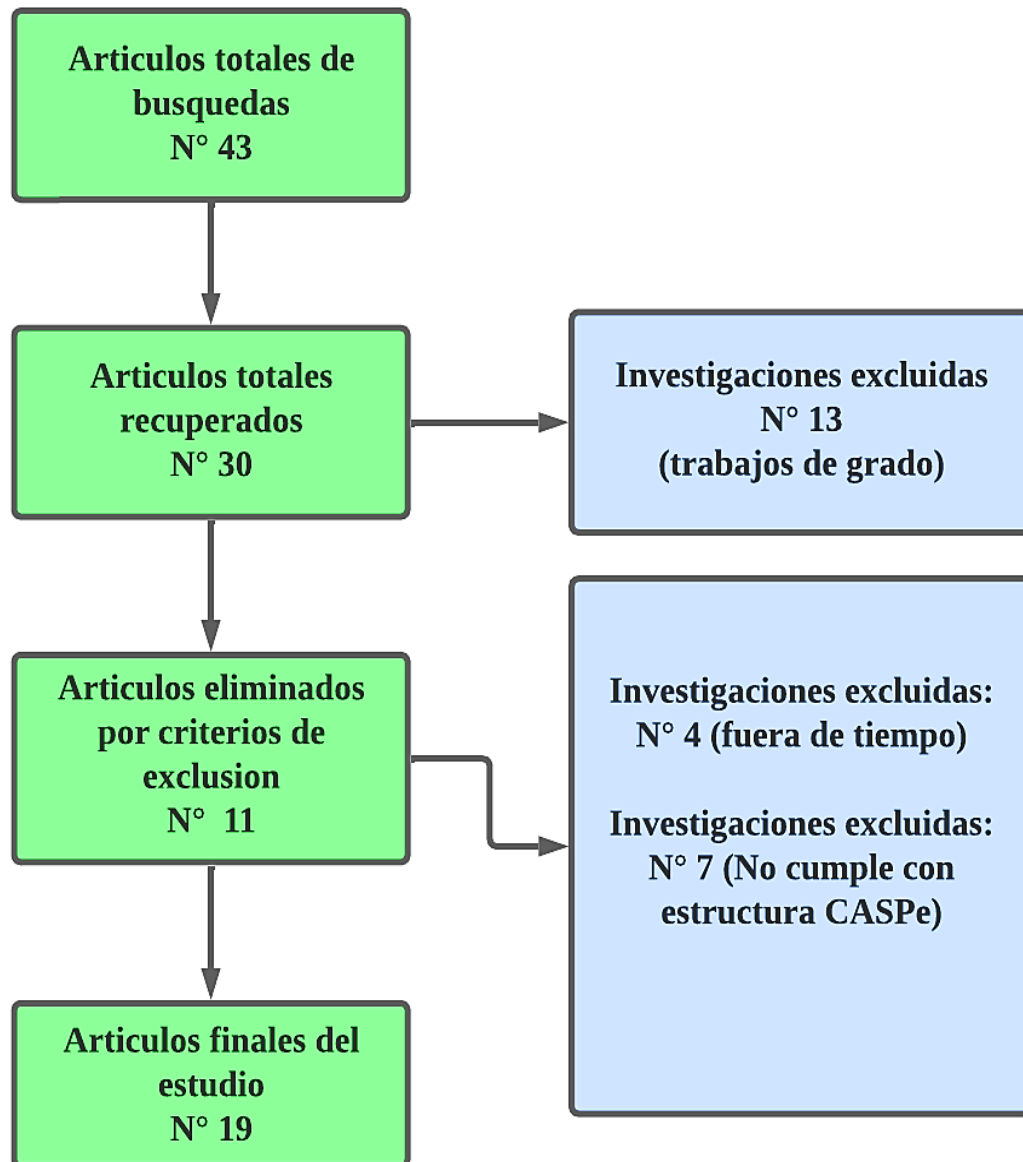 Articulos totales de
busquedas
N° 43
Articulos totales
recuperados
N° 30
Investigaciones excluidas
N° 13
(trabajos de grado)
Articulos eliminados
por criterios de
exclusion
N° 11
Investigaciones excluidas:
N° 4 (fuera de tiempo)
Investigaciones excluidas:
N° 7 (No cumple con
estructura CASPe)
Articulos finales del
estudio
N° 19